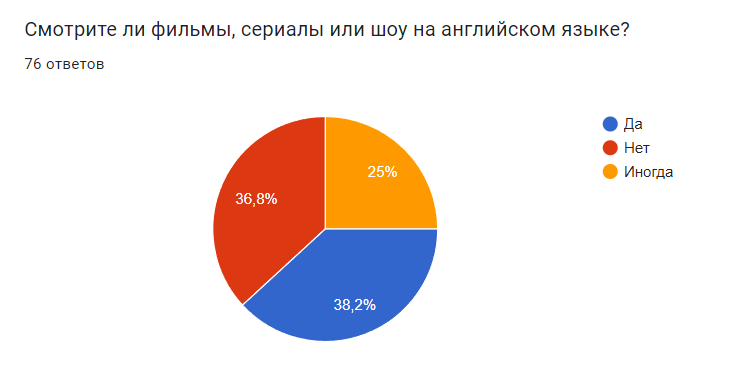 Смотрите ли фильмы, сериалы или шоу на английском языке?
76 ответов
Да
Нет
Иногда
25%
36,8%
38,2%